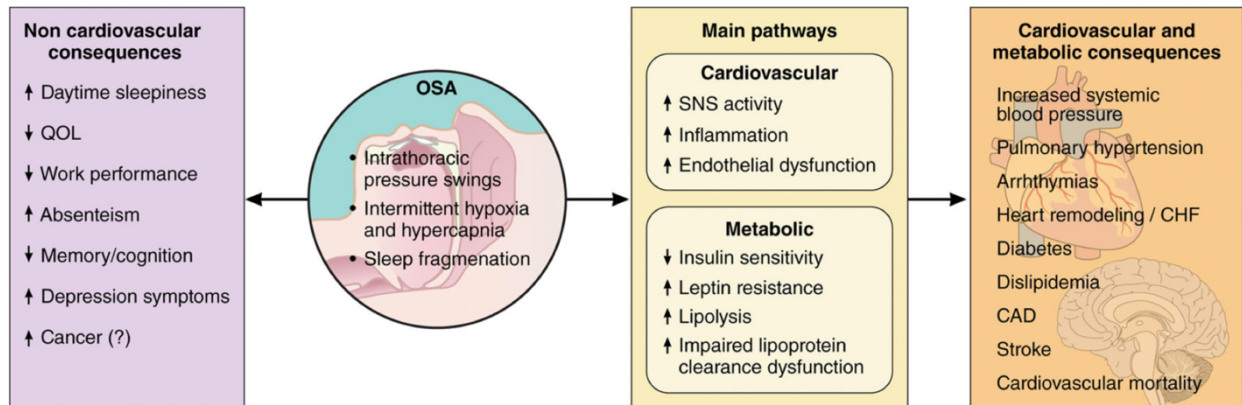 Non cardiovascular
consequences
↑ Daytime sleepiness
↓ QOL
↓ Work performance
↑ Absenteism
↓ Memory/cognition
↑ Depression symptoms
↑ Cancer (?)
OSA
• Intrathoracic
pressure swings
• Intermittent hypoxia
and hypercapnia
• Sleep fragmenation
Main pathways
Cardiovascular
↑ SNS activity
↑ Inflammation
↑ Endothelial dysfunction
Metabolic
↓ Insulin sensitivity
↑ Leptin resistance
↑ Lipolysis
↑ Impaired lipoprotein
clearance dysfunction
Cardiovascular and
metabolic consequences
Increased systemic
blood pressure
Pulmonary hypertension
Arrhythmias
Heart remodeling / CHF
Diabetes
Dislipidemia
CAD
Stroke
Cardiovascular mortality